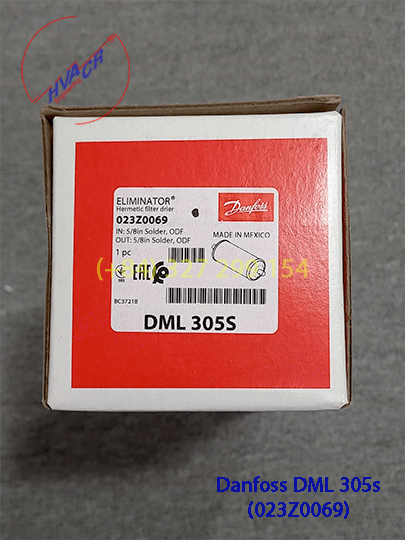 HVACR
ELIMINATOR®
Hermetic filter drier
023Z0069
IN: 5/8in Solder, ODF
OUT: 5/8in Solder, ODF
1 pc
Danfoss
MADE IN MEXICO
EAC
BC3721B
DML 305S
Danfoss DML 305s
(023Z0069)